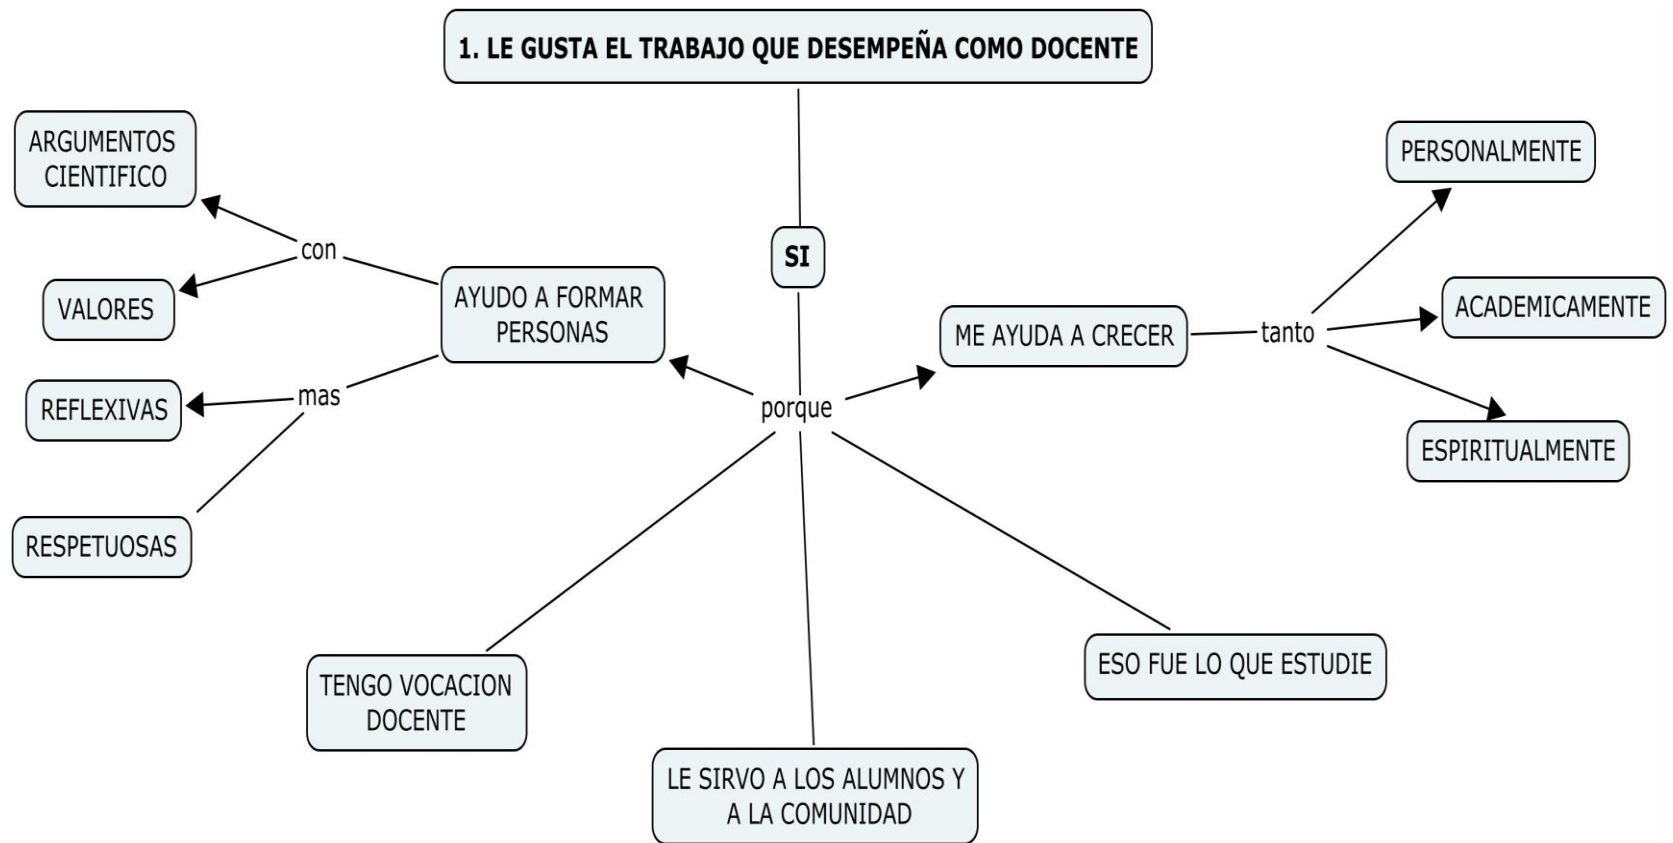 1. LE GUSTA EL TRABAJO QUE DESEMPEÑA COMO DOCENTE
SI
porque
AYUDO A FORMAR
PERSONAS
con
ARGUMENTOS
CIENTIFICO
VALORES
mas
REFLEXIVAS
RESPETUOSAS
ME AYUDA A CRECER
tanto
PERSONALMENTE
ACADEMICAMENTE
ESPIRITUALMENTE
TENGO VOCACION
DOCENTE
LE SIRVO A LOS ALUMNOS Y
A LA COMUNIDAD
ESO FUE LO QUE ESTUDIE